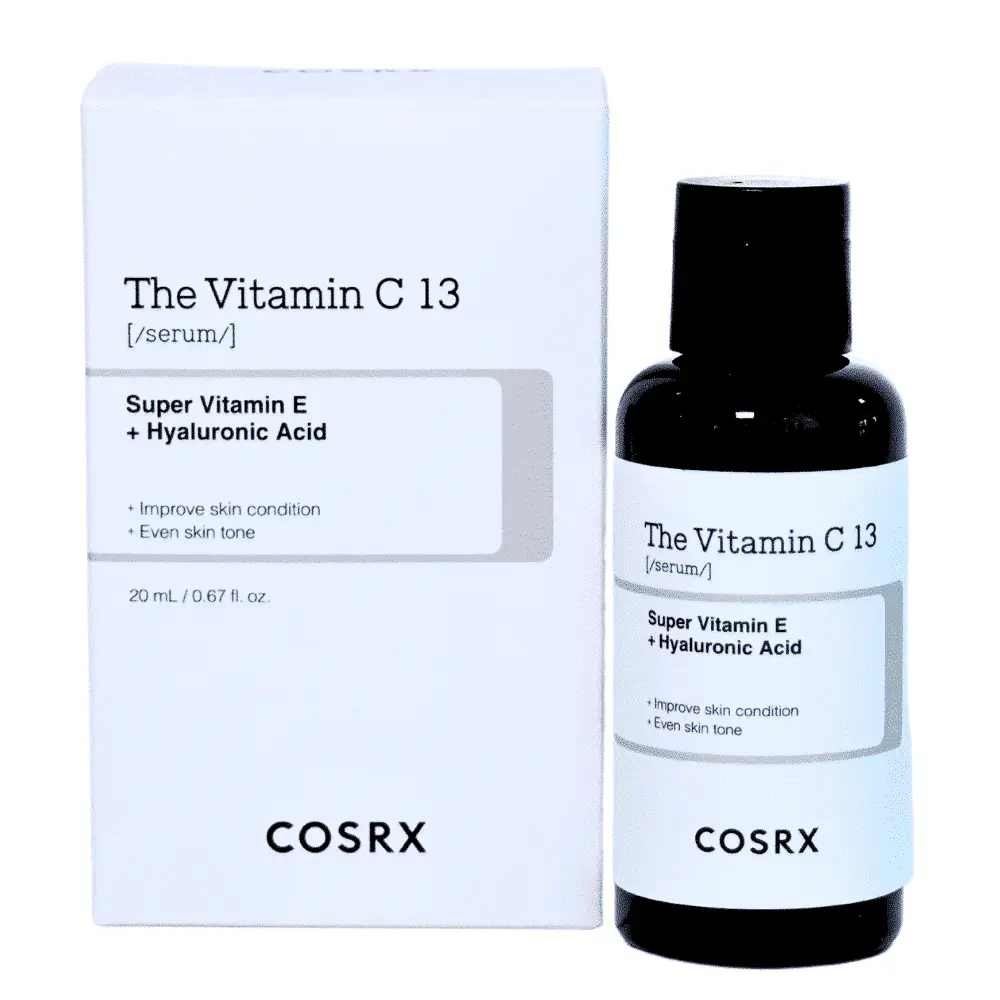 The Vitamin C 13
[/serum/]
Super Vitamin E
+ Hyaluronic Acid
+ Improve skin condition
+ Even skin tone
20 mL / 0.67 fl. oz.
COSRX
The Vitamin C 13
[/serum/]
Super Vitamin E
+ Hyaluronic Acid
+ Improve skin condition
+ Even skin tone
COSRX